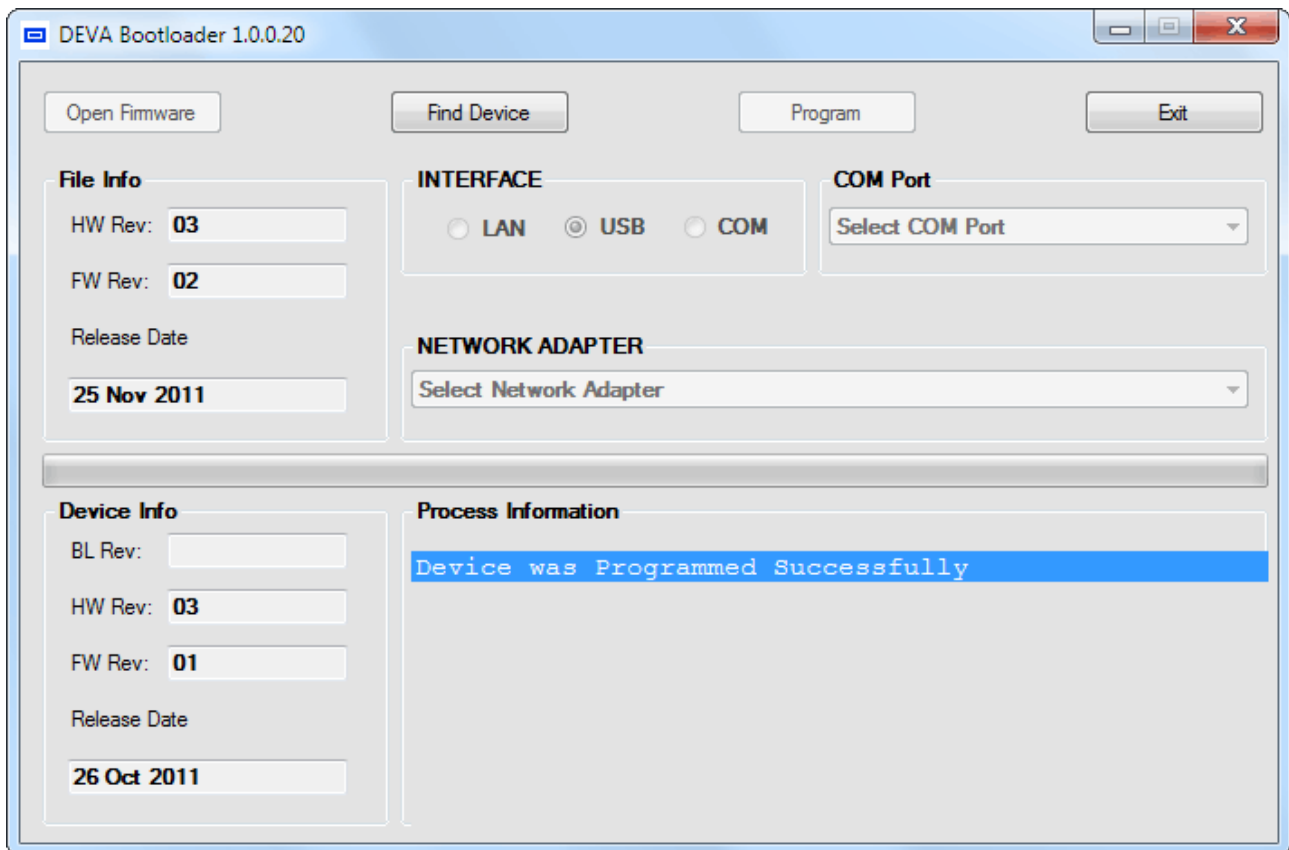 DEVA Bootloader 1.0.0.20
Open Firmware Find Device Program Exit
File Info
HW Rev: 03
FW Rev: 02
Release Date
25 Nov 2011
INTERFACE
LAN USB COM
COM Port
Select COM Port
NETWORK ADAPTER
Select Network Adapter
Device Info
BL Rev:
HW Rev: 03
FW Rev: 01
Release Date
26 Oct 2011
Process Information
Device was Programmed Successfully